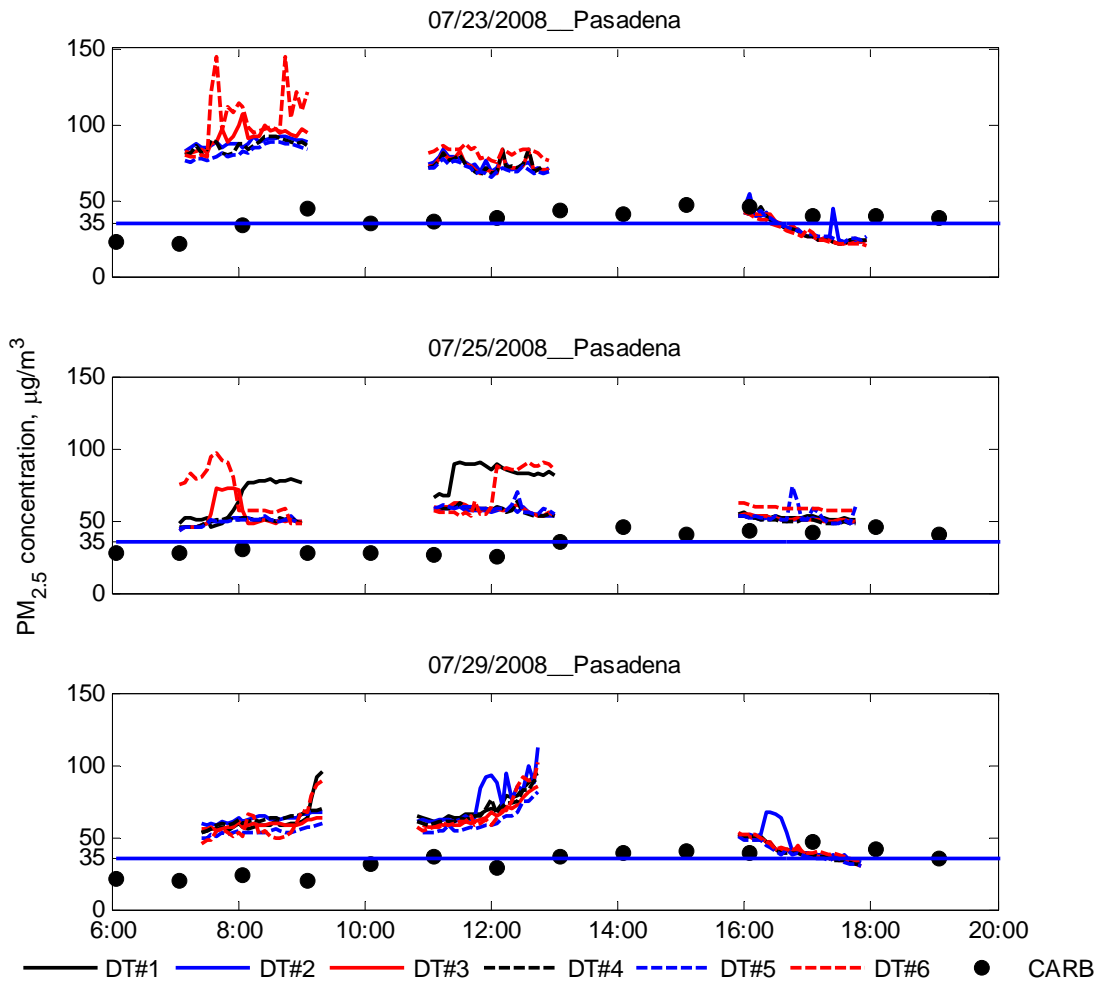 07/23/2008__Pasadena
150
100
50
35
0
07/25/2008__Pasadena
150
100
50
35
0
PM2.5 concentration, μg/m3
07/29/2008__Pasadena
150
100
50
35
0
6:00 8:00 10:00 12:00 14:00 16:00 18:00 20:00
DT#1 DT#2 DT#3 DT#4 DT#5 DT#6 CARB